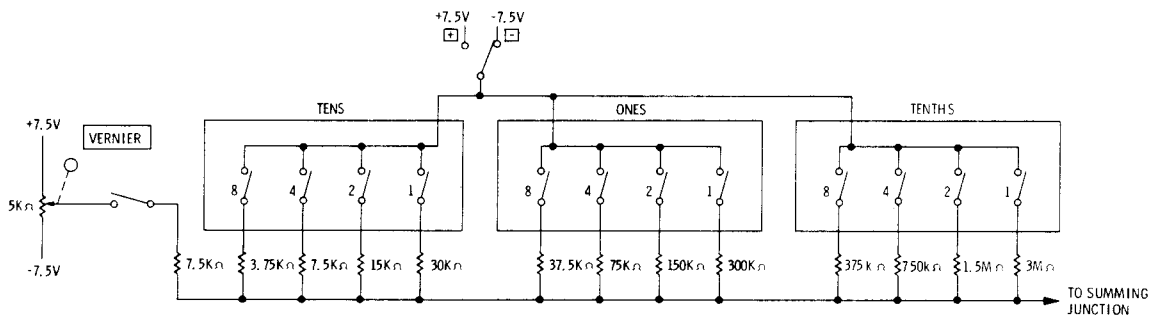 +7.5V -7.5V
+ -
TENS ONES TENTHS
+7.5V
VERNIER
8 4 2 1 8 4 2 1 8 4 2 1
5KΩ
-7.5V
7.5KΩ 3.75KΩ 7.5KΩ 15KΩ 30KΩ 37.5KΩ 75KΩ 150KΩ 300KΩ 375kΩ 750kΩ 1.5MΩ 3MΩ
TO SUMMING
JUNCTION